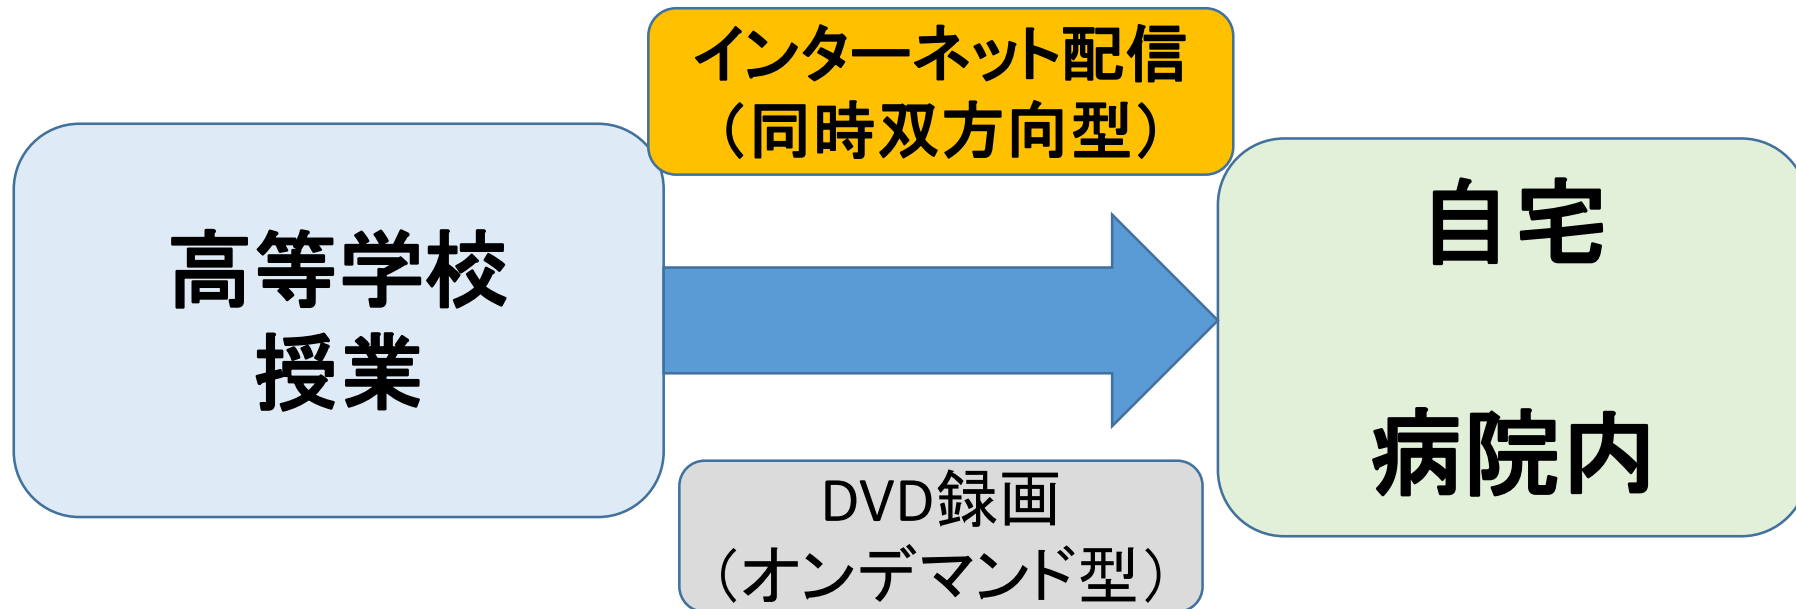 インターネット配信
（同時双方向型）
高等学校
授業
自宅
病院内
DVD録画
（オンデマンド型）